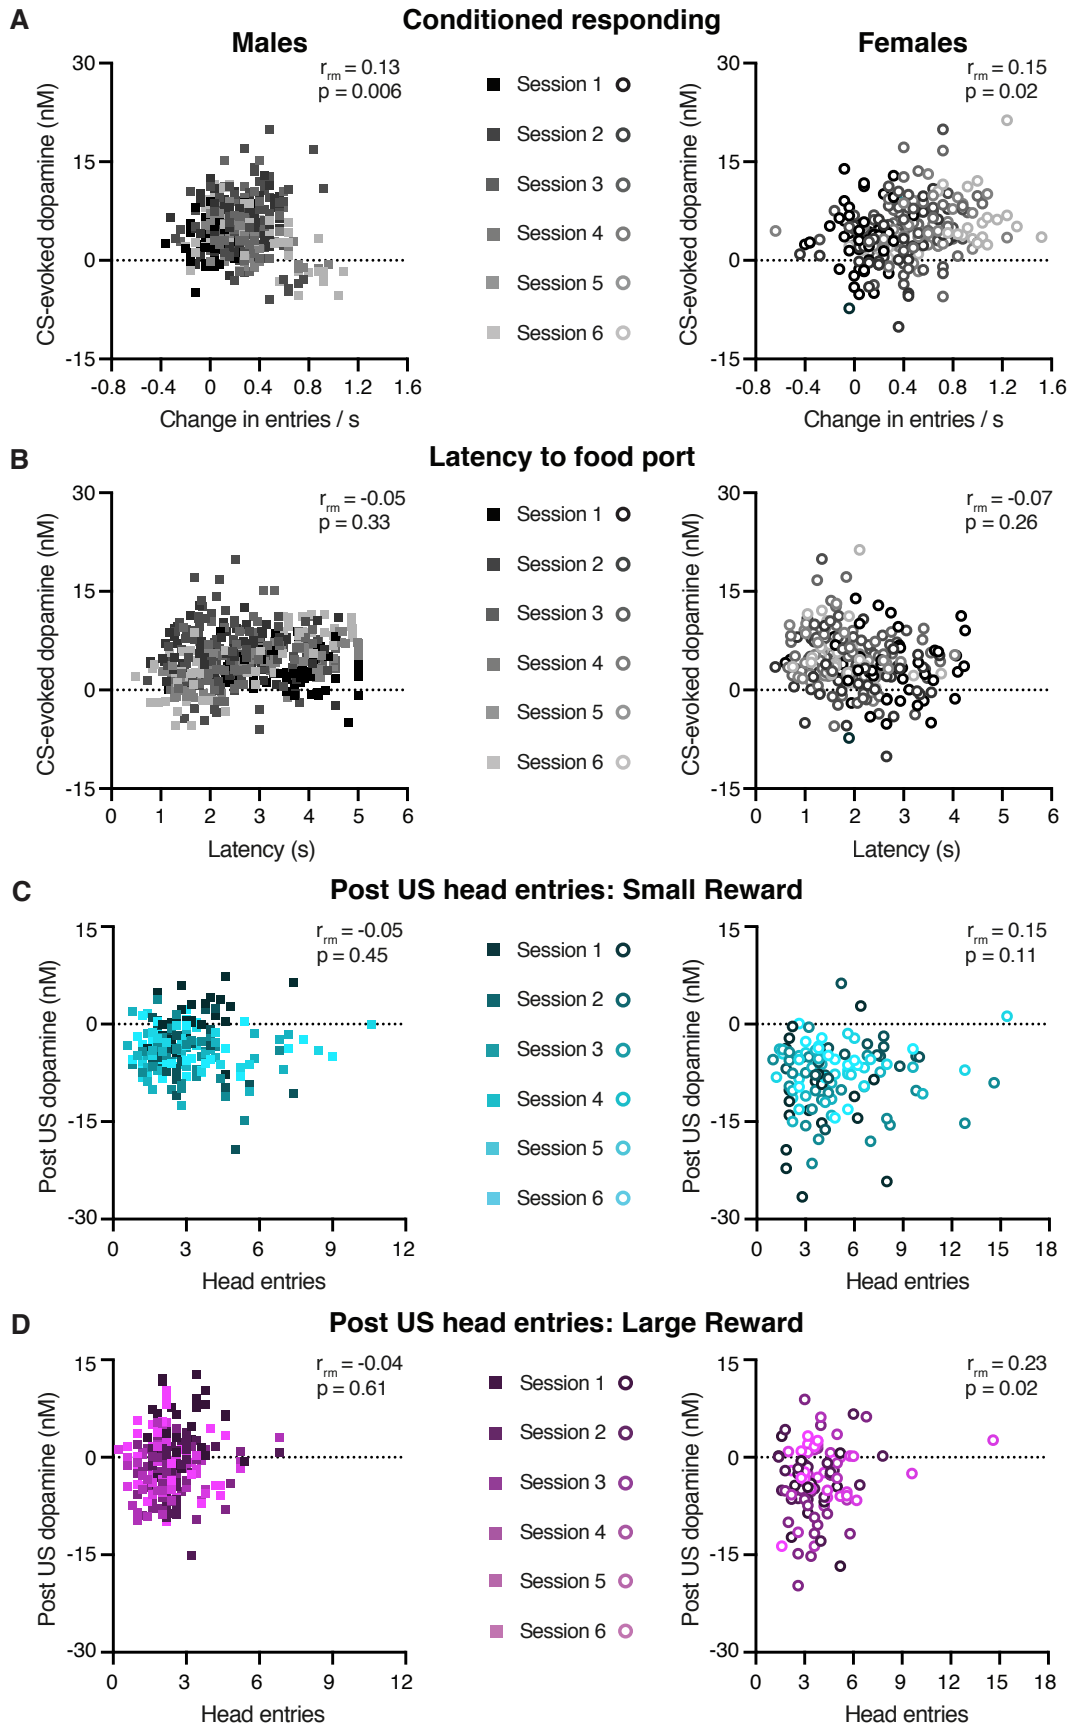 A
Conditioned responding
Males
Females
r_rm = 0.13
p = 0.006
r_rm = 0.15
p = 0.02
CS-evoked dopamine (nM)
30
15
0
-15
-0.8 -0.4 0 0.4 0.8 1.2 1.6
Change in entries / s
Session 1
Session 2
Session 3
Session 4
Session 5
Session 6
CS-evoked dopamine (nM)
30
15
0
-15
-0.8 -0.4 0 0.4 0.8 1.2 1.6
Change in entries / s
B
Latency to food port
r_rm = -0.05
p = 0.33
r_rm = -0.07
p = 0.26
CS-evoked dopamine (nM)
30
15
0
-15
0 1 2 3 4 5 6
Latency (s)
Session 1
Session 2
Session 3
Session 4
Session 5
Session 6
CS-evoked dopamine (nM)
30
15
0
-15
0 1 2 3 4 5 6
Latency (s)
C
Post US head entries: Small Reward
r_rm = -0.05
p = 0.45
r_rm = 0.15
p = 0.11
Post US dopamine (nM)
15
0
-15
-30
0 3 6 9 12
Head entries
Session 1
Session 2
Session 3
Session 4
Session 5
Session 6
Post US dopamine (nM)
15
0
-15
-30
0 3 6 9 12 15 18
Head entries
D
Post US head entries: Large Reward
r_rm = -0.04
p = 0.61
r_rm = 0.23
p = 0.02
Post US dopamine (nM)
15
0
-15
-30
0 3 6 9 12
Head entries
Session 1
Session 2
Session 3
Session 4
Session 5
Session 6
Post US dopamine (nM)
15
0
-15
-30
0 3 6 9 12 15 18
Head entries